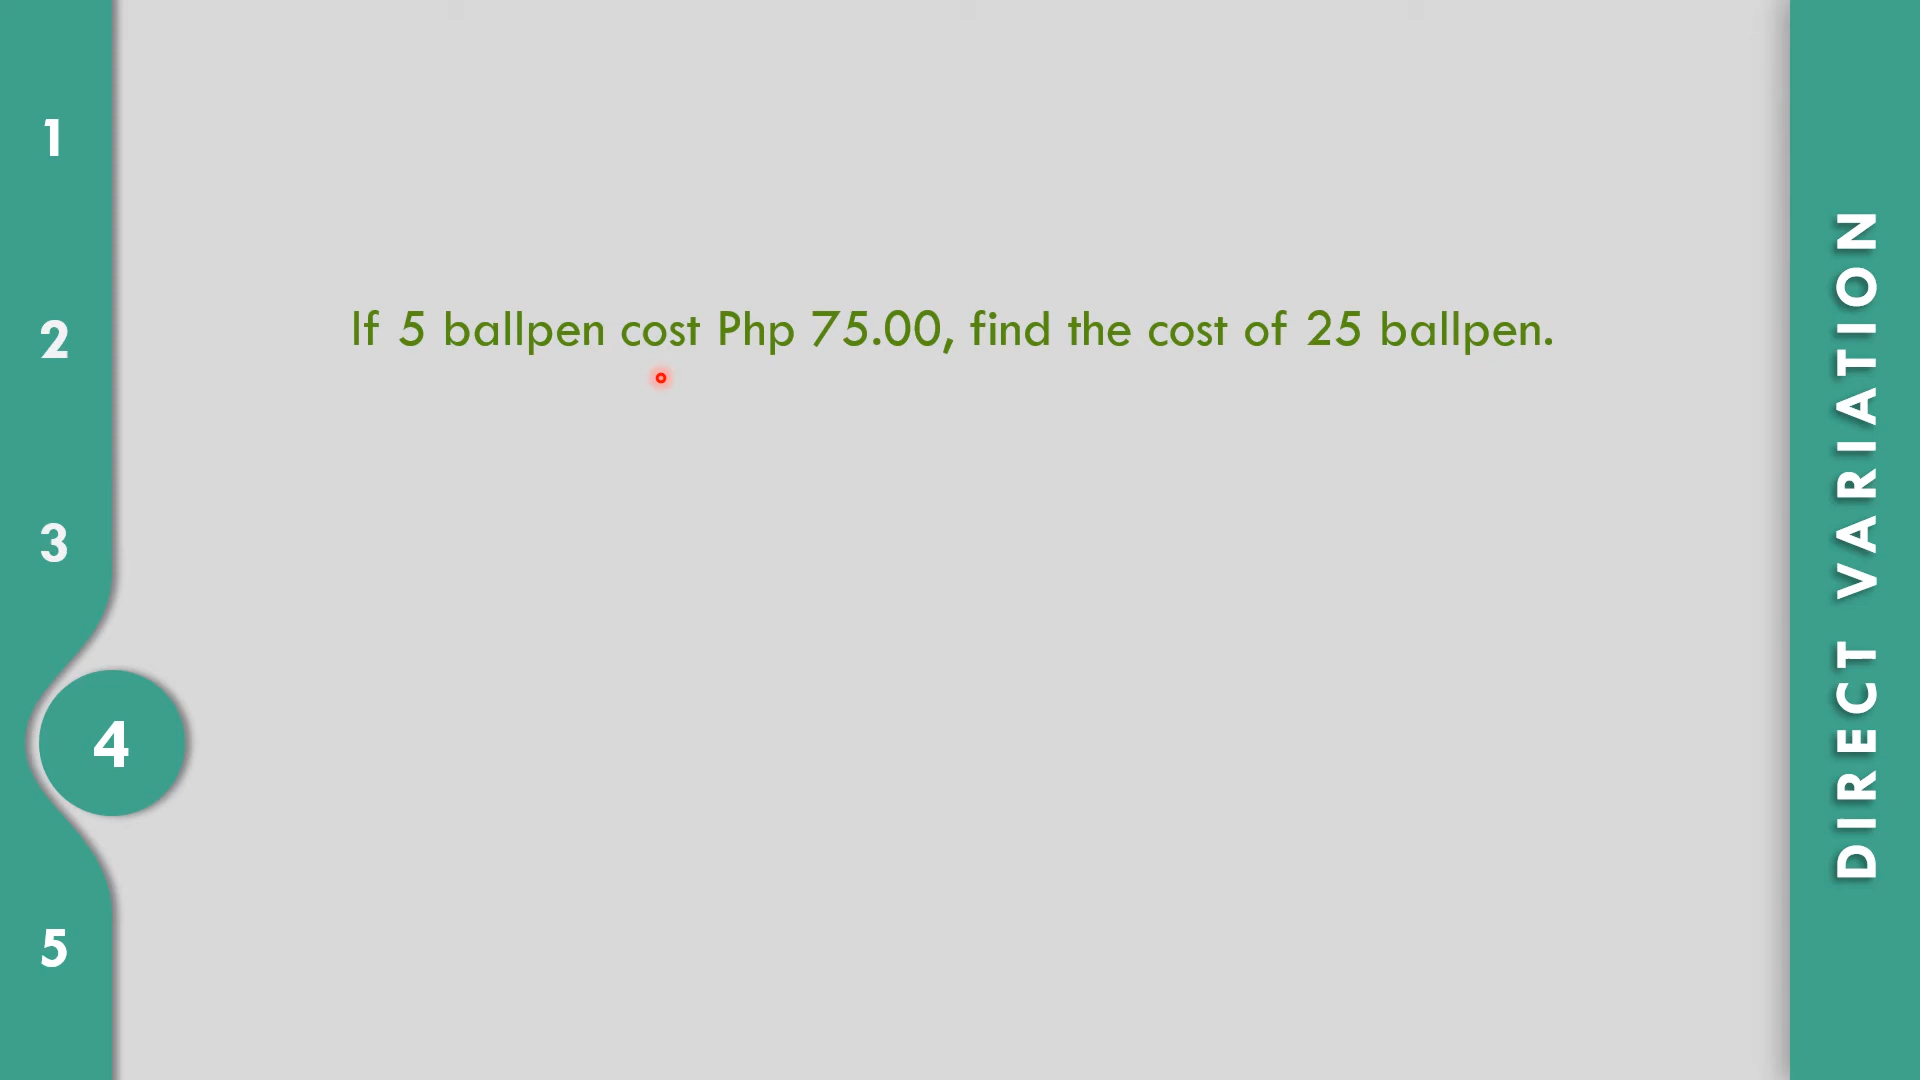 1
2
3
4
5
If 5 ballpen cost Php 75.00, find the cost of 25 ballpen.
DIRECT VARIATION